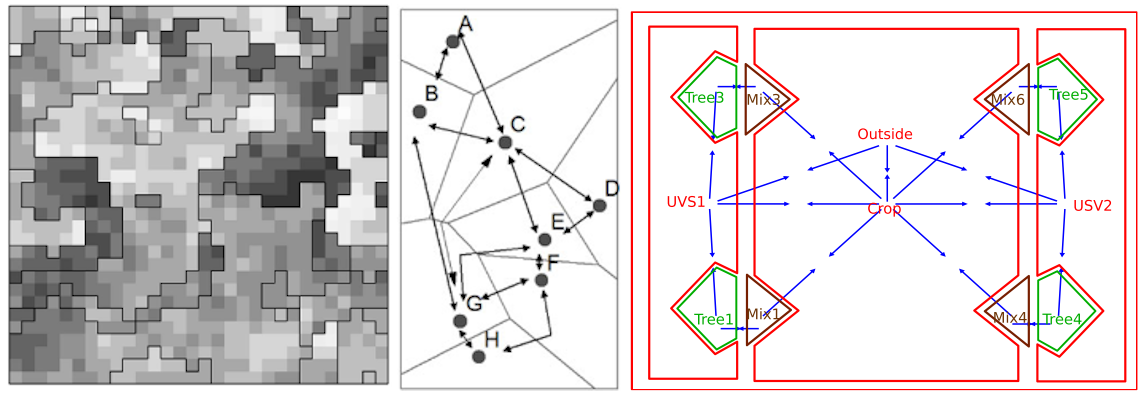 A
B
C
D
E
F
G
H
Tree3
Mix3
Mix6
Tree5
Outside
UVS1
Crop
USV2
Tree1
Mix1
Mix4
Tree4